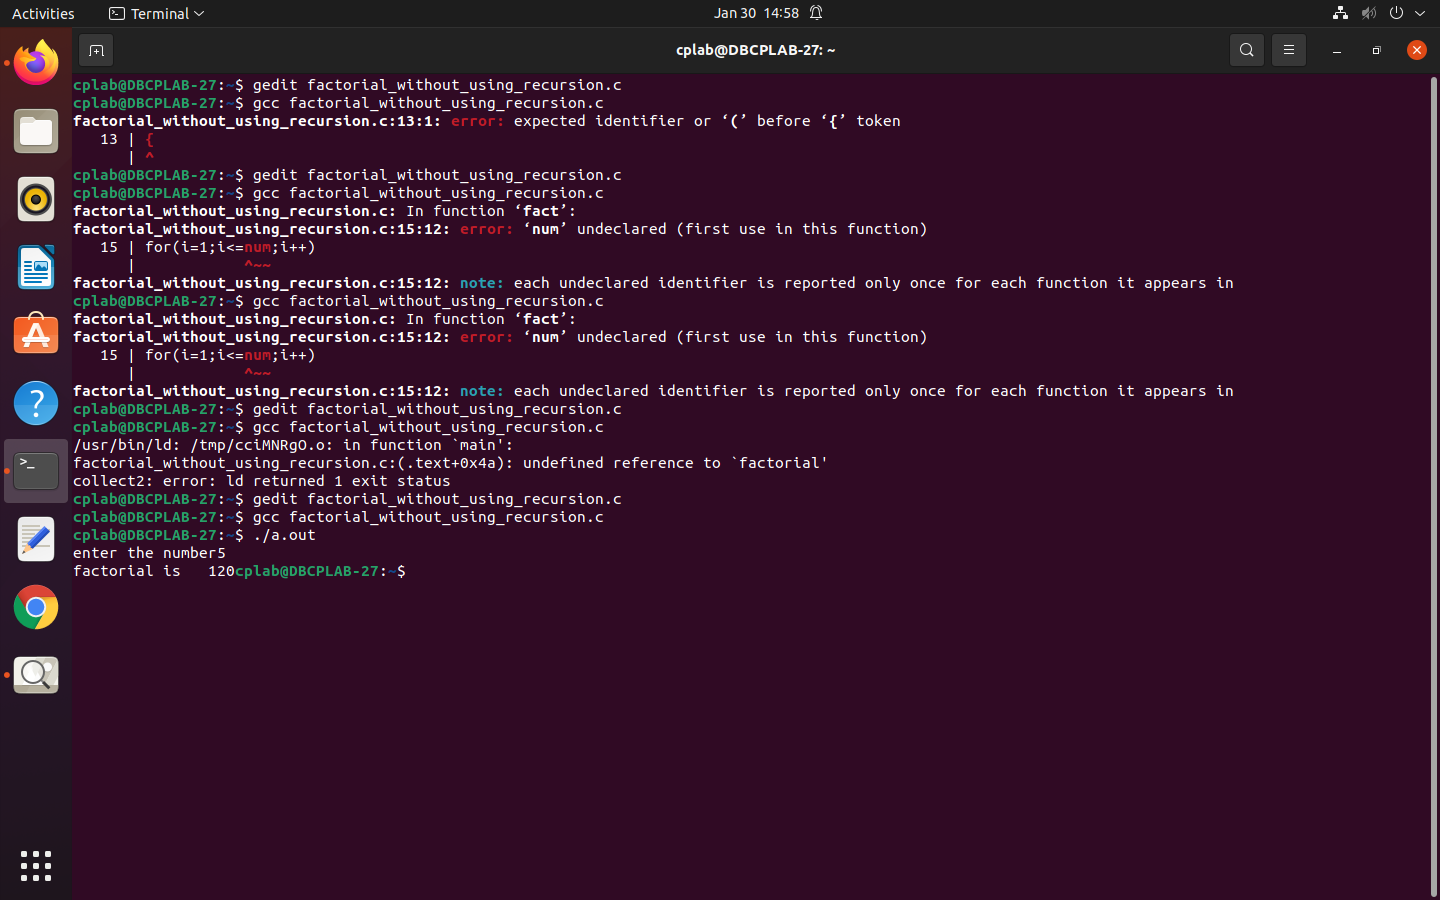 Activities
Terminal
Jan 30 14:58
cplab@DBCPLAB-27: ~
cplab@DBCPLAB-27:~$ gedit factorial_without_using_recursion.c
cplab@DBCPLAB-27:~$ gcc factorial_without_using_recursion.c
factorial_without_using_recursion.c:13:1: error: expected identifier or ‘(’ before ‘{’ token
   13 | {
      | ^
cplab@DBCPLAB-27:~$ gedit factorial_without_using_recursion.c
cplab@DBCPLAB-27:~$ gcc factorial_without_using_recursion.c
factorial_without_using_recursion.c: In function ‘fact’:
factorial_without_using_recursion.c:15:12: error: ‘num’ undeclared (first use in this function)
   15 | for(i=1;i<=num;i++)
      |            ^~~
factorial_without_using_recursion.c:15:12: note: each undeclared identifier is reported only once for each function it appears in
cplab@DBCPLAB-27:~$ gcc factorial_without_using_recursion.c
factorial_without_using_recursion.c: In function ‘fact’:
factorial_without_using_recursion.c:15:12: error: ‘num’ undeclared (first use in this function)
   15 | for(i=1;i<=num;i++)
      |            ^~~
factorial_without_using_recursion.c:15:12: note: each undeclared identifier is reported only once for each function it appears in
cplab@DBCPLAB-27:~$ gedit factorial_without_using_recursion.c
cplab@DBCPLAB-27:~$ gcc factorial_without_using_recursion.c
/usr/bin/ld: /tmp/cciMNRgO.o: in function `main':
factorial_without_using_recursion.c:(.text+0x4a): undefined reference to `factorial'
collect2: error: ld returned 1 exit status
cplab@DBCPLAB-27:~$ gedit factorial_without_using_recursion.c
cplab@DBCPLAB-27:~$ gcc factorial_without_using_recursion.c
cplab@DBCPLAB-27:~$ ./a.out
enter the number5
factorial is   120cplab@DBCPLAB-27:~$